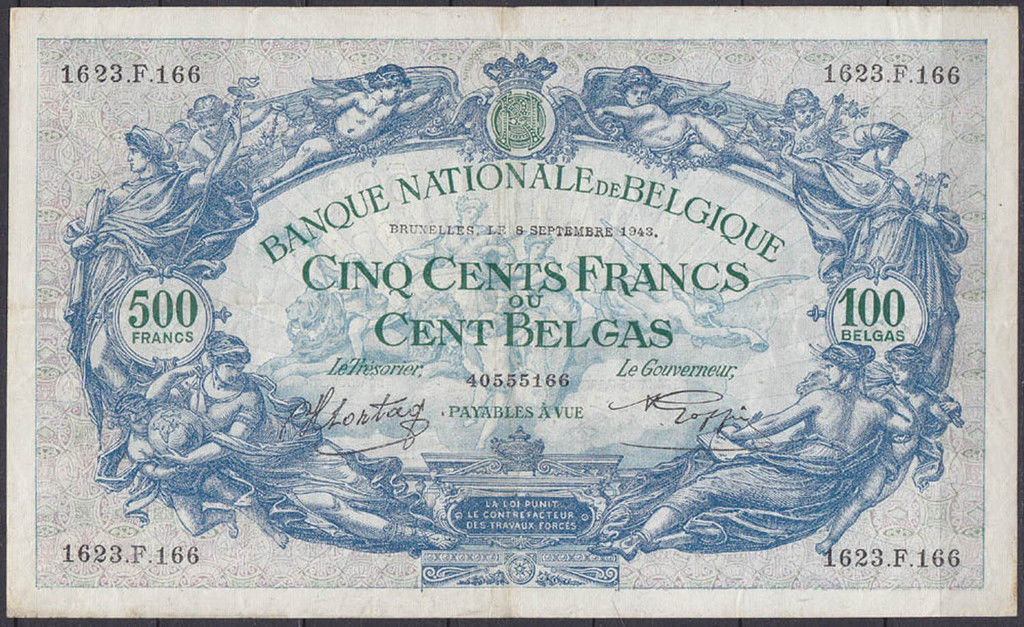 1623.F.166
1623.F.166
BANQUE NATIONALE DE BELGIQUE
BRUXELLES, LE 8 SEPTEMBRE 1943.
CINQ CENTS FRANCS
OU
CENT BELGAS
500
FRANCS
100
BELGAS
Le Trésorier,
40555166
Le Gouverneur,
PAYABLES À VUE
LA LOI PUNIT
LE CONTREFACTEUR
DES TRAVAUX FORCÉS
1623.F.166
1623.F.166